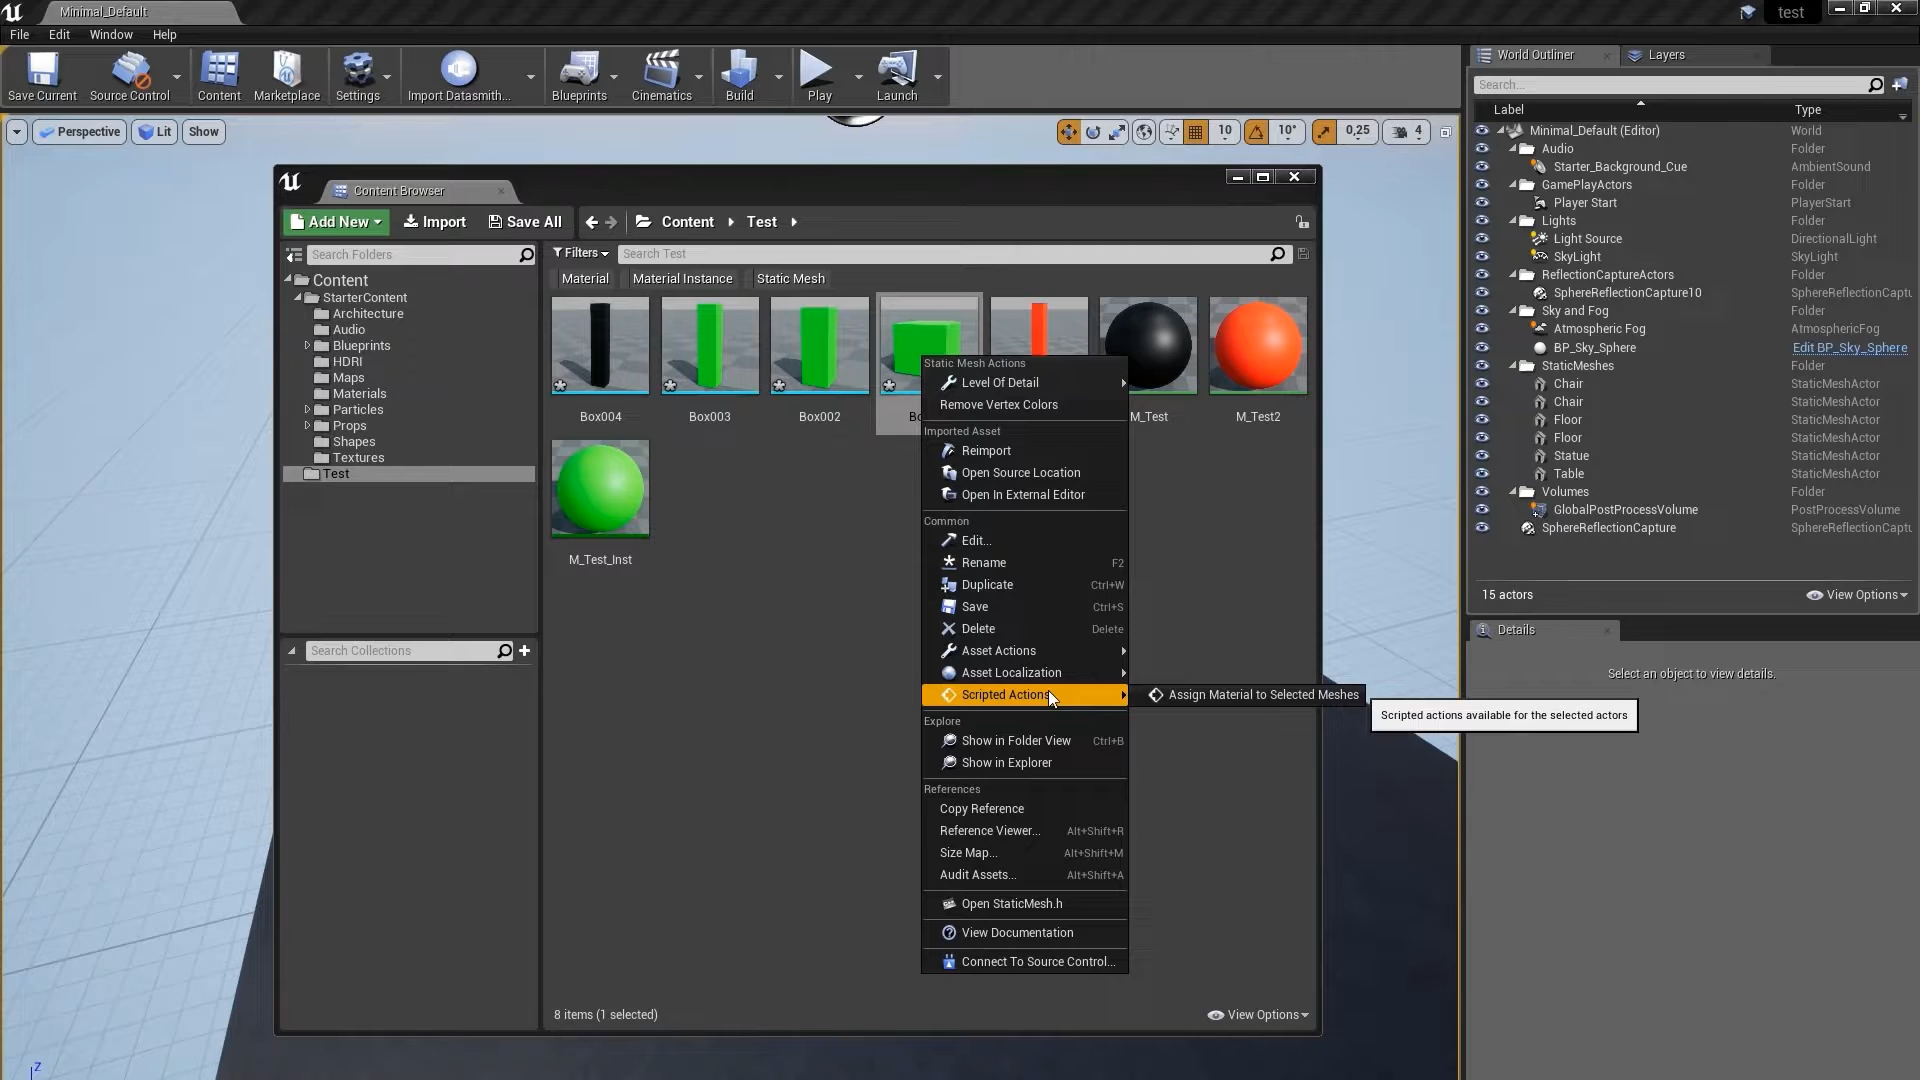 Minimal_Default
test
File Edit Window Help
Save Current
Source Control
Content
Marketplace
Settings
Import Datasmith...
Blueprints
Cinematics
Build
Play
Launch
Perspective
Lit
Show
10
10°
0,25
4
Content Browser
Add New
Import
Save All
Content
Test
Search Folders
Filters
Search Test
Material
Material Instance
Static Mesh
Content
StarterContent
Architecture
Audio
Blueprints
HDRI
Maps
Materials
Particles
Props
Shapes
Textures
Test
Search Collections
Box004
Box003
Box002
M_Test
M_Test2
M_Test_Inst
8 items (1 selected)
View Options
Static Mesh Actions
Level Of Detail
Remove Vertex Colors
Imported Asset
Reimport
Open Source Location
Open In External Editor
Common
Edit...
Rename F2
Duplicate Ctrl+W
Save Ctrl+S
Delete Delete
Asset Actions
Asset Localization
Scripted Actions
Assign Material to Selected Meshes
Scripted actions available for the selected actors
Explore
Show in Folder View Ctrl+B
Show in Explorer
References
Copy Reference
Reference Viewer... Alt+Shift+R
Size Map... Alt+Shift+M
Audit Assets... Alt+Shift+A
Open StaticMesh.h
View Documentation
Connect To Source Control...
World Outliner
Layers
Search...
Label Type
Minimal_Default (Editor) World
Audio Folder
Starter_Background_Cue AmbientSound
GamePlayActors Folder
Player Start PlayerStart
Lights Folder
Light Source DirectionalLight
SkyLight SkyLight
ReflectionCaptureActors Folder
SphereReflectionCapture10 SphereReflectionCaptu
Sky and Fog Folder
Atmospheric Fog AtmosphericFog
BP_Sky_Sphere Edit BP_Sky_Sphere
StaticMeshes Folder
Chair StaticMeshActor
Chair StaticMeshActor
Floor StaticMeshActor
Floor StaticMeshActor
Statue StaticMeshActor
Table StaticMeshActor
Volumes Folder
GlobalPostProcessVolume PostProcessVolume
SphereReflectionCapture SphereReflectionCaptu
15 actors
View Options
Details
Select an object to view details.
Z